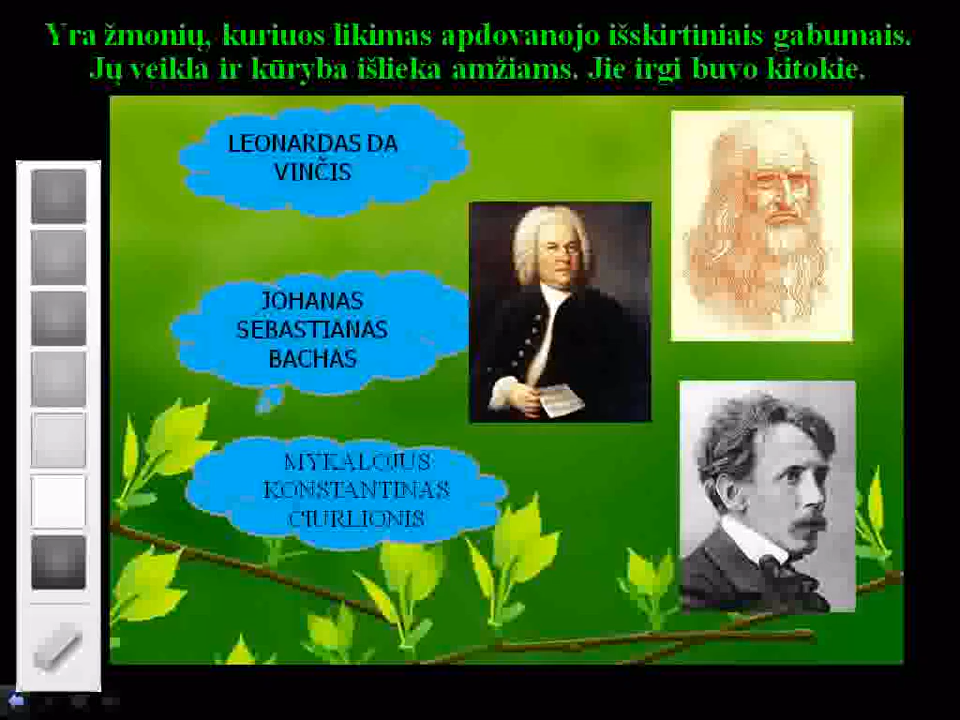 Yra žmonių, kuriuos likimas apdovanojo išskirtiniais gabumais.
Jų veikla ir kūryba išlieka amžiams. Jie irgi buvo kitokie.
LEONARDAS DA
VINČIS
JOHANAS
SEBASTIANAS
BACHAS
MYKALOJUS
KONSTANTINAS
CIURLIONIS